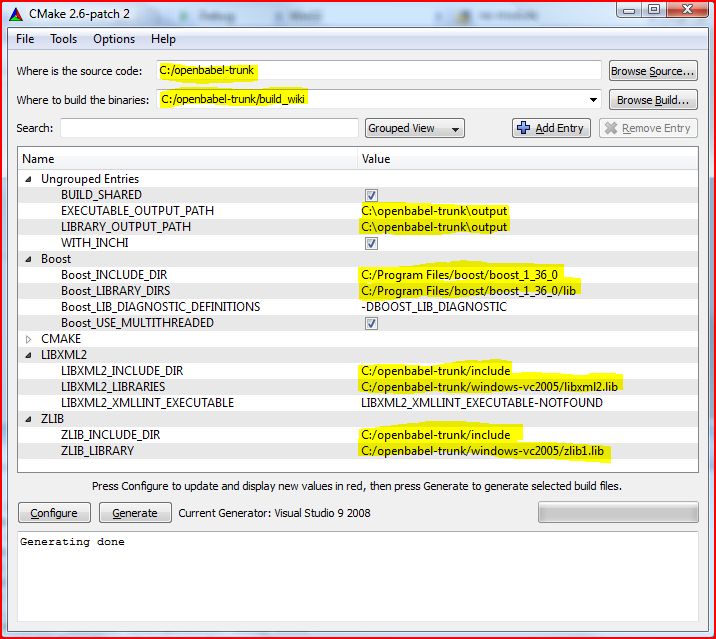 CMake 2.6-patch 2
File Tools Options Help
Where is the source code: C:/openbabel-trunk Browse Source...
Where to build the binaries: C:/openbabel-trunk/build_wiki Browse Build...
Search: Grouped View Add Entry Remove Entry
Name Value
Ungrouped Entries
BUILD_SHARED
EXECUTABLE_OUTPUT_PATH C:\openbabel-trunk\output
LIBRARY_OUTPUT_PATH C:\openbabel-trunk\output
WITH_INCHI
Boost
Boost_INCLUDE_DIR C:/Program Files/boost/boost_1_36_0
Boost_LIBRARY_DIRS C:/Program Files/boost/boost_1_36_0/lib
Boost_LIB_DIAGNOSTIC_DEFINITIONS -DBOOST_LIB_DIAGNOSTIC
Boost_USE_MULTITHREADED
CMAKE
LIBXML2
LIBXML2_INCLUDE_DIR C:/openbabel-trunk/include
LIBXML2_LIBRARIES C:/openbabel-trunk/windows-vc2005/libxml2.lib
LIBXML2_XMLLINT_EXECUTABLE LIBXML2_XMLLINT_EXECUTABLE-NOTFOUND
ZLIB
ZLIB_INCLUDE_DIR C:/openbabel-trunk/include
ZLIB_LIBRARY C:/openbabel-trunk/windows-vc2005/zlib1.lib
Press Configure to update and display new values in red, then press Generate to generate selected build files.
Configure Generate Current Generator: Visual Studio 9 2008
Generating done